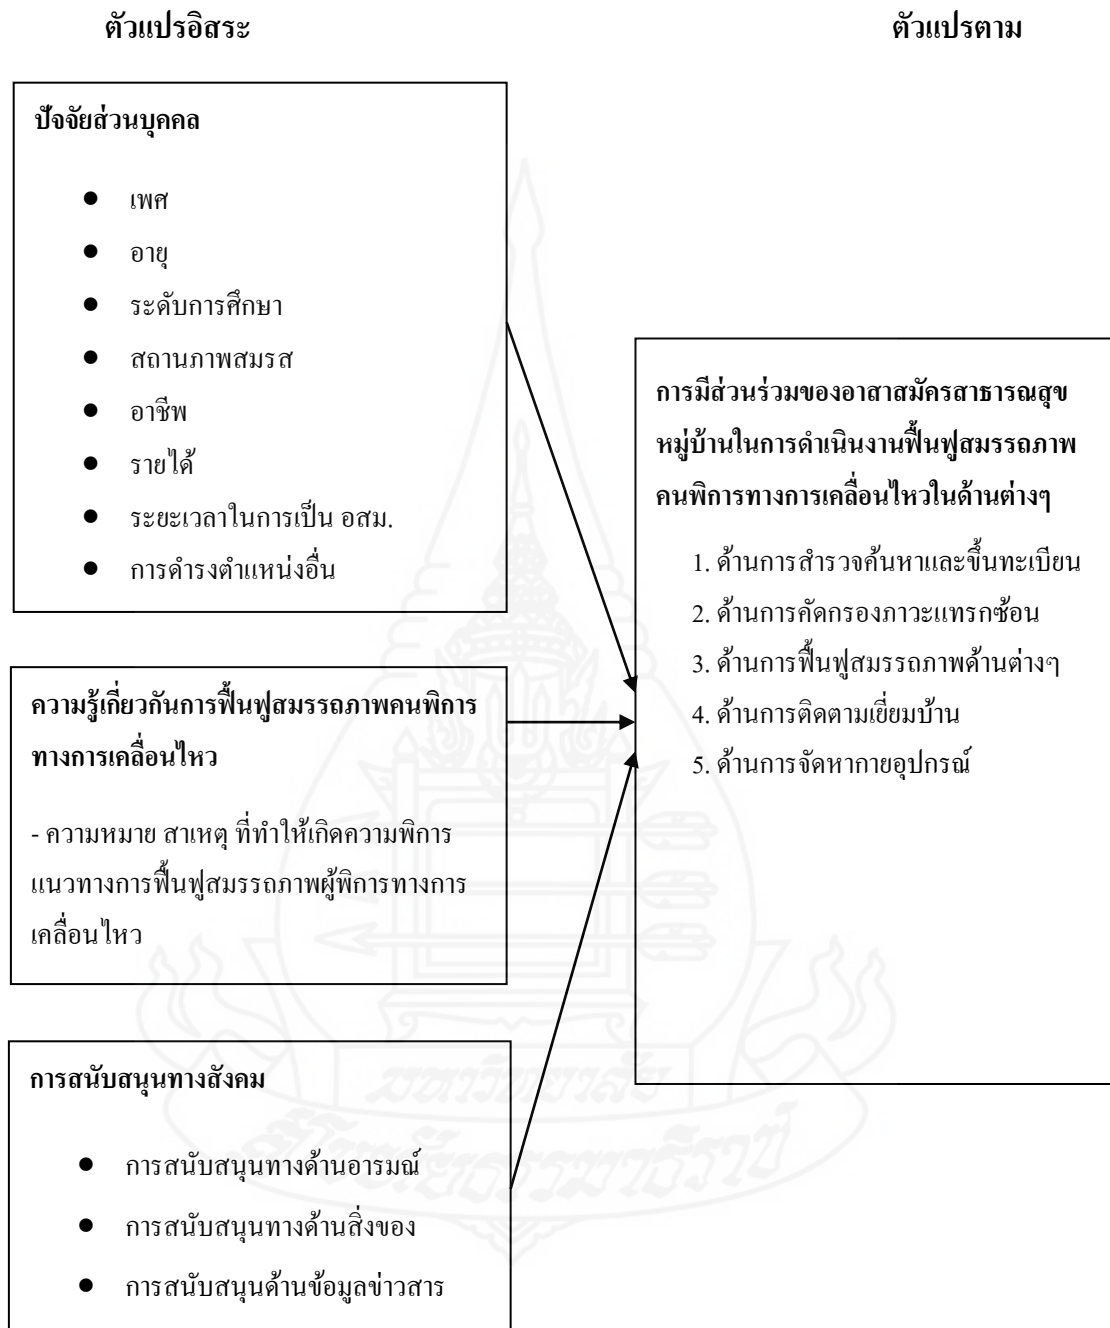 ตัวแปรอิสระ
ตัวแปรตาม
ปัจจัยส่วนบุคคล
● เพศ
● อายุ
● ระดับการศึกษา
● สถานภาพสมรส
● อาชีพ
● รายได้
● ระยะเวลาในการเป็น อสม.
● การดำรงตำแหน่งอื่น
ความรู้เกี่ยวกันการฟื้นฟูสมรรถภาพคนพิการ
ทางการเคลื่อนไหว
- ความหมาย สาเหตุ ที่ทำให้เกิดความพิการ
แนวทางการฟื้นฟูสมรรถภาพผู้พิการทางการ
เคลื่อนไหว
การสนับสนุนทางสังคม
● การสนับสนุนทางด้านอารมณ์
● การสนับสนุนทางด้านสิ่งของ
● การสนับสนุนด้านข้อมูลข่าวสาร
การมีส่วนร่วมของอาสาสมัครสาธารณสุข
หมู่บ้านในการดำเนินงานฟื้นฟูสมรรถภาพ
คนพิการทางการเคลื่อนไหวในด้านต่างๆ
1. ด้านการสำรวจค้นหาและขึ้นทะเบียน
2. ด้านการคัดกรองภาวะแทรกซ้อน
3. ด้านการฟื้นฟูสมรรถภาพด้านต่างๆ
4. ด้านการติดตามเยี่ยมบ้าน
5. ด้านการจัดหากายอุปกรณ์
มหาวิทยาลัย
สุโขทัยธรรมาธิราช